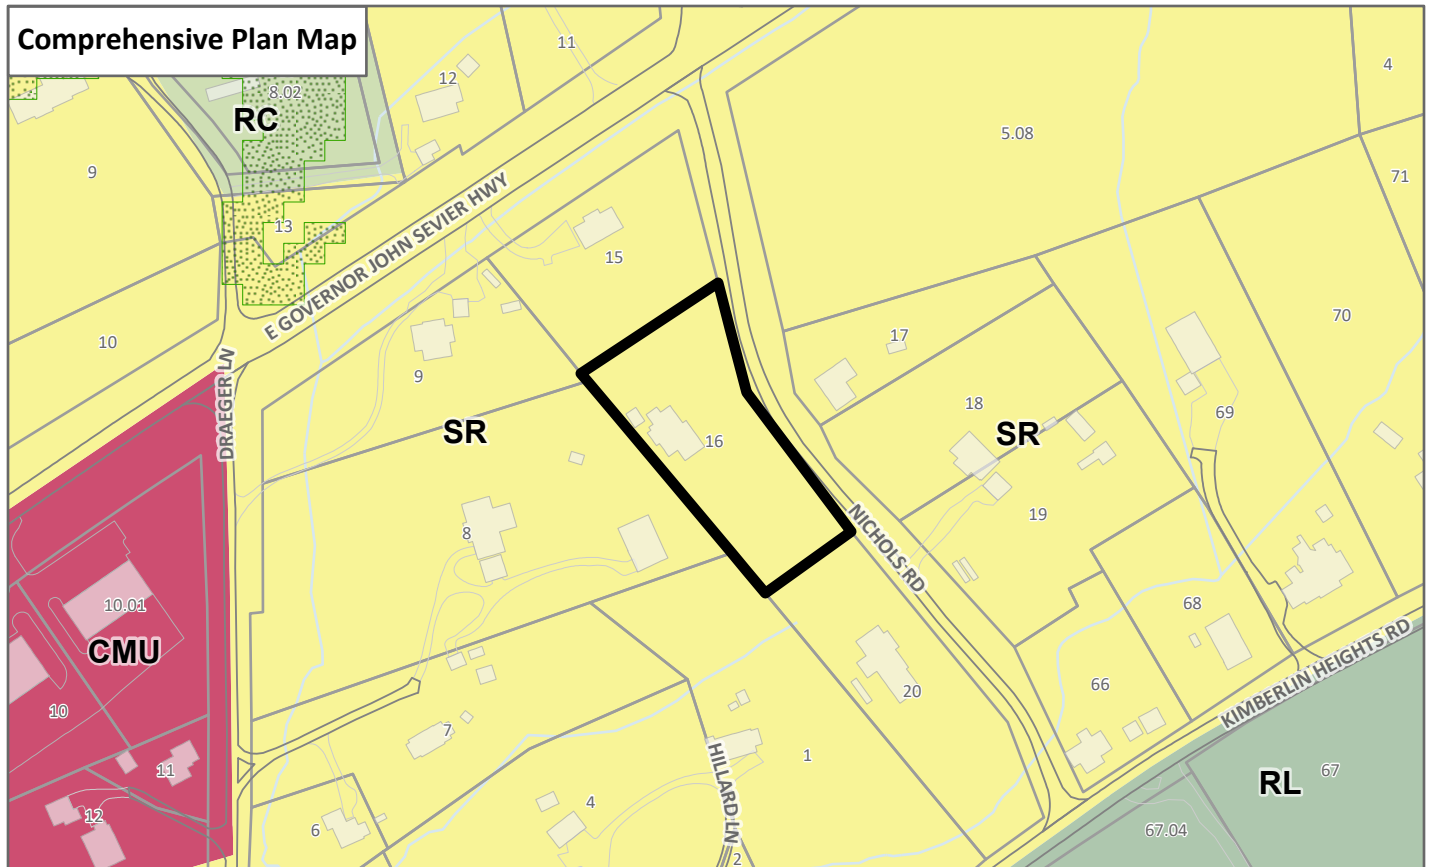 Comprehensive Plan Map
11
12
4
8.02
RC
5.08
9
71
13
E GOVERNOR JOHN SEVIER HWY
15
70
10
17
DRAEGER LN
9
18
69
SR
16
SR
8
NICHOLS RD
19
10.01
68
CMU
KIMBERLIN HEIGHTS RD
66
20
10
7
1
HILLARD LN
11
RL
67
4
12
6
67.04
2